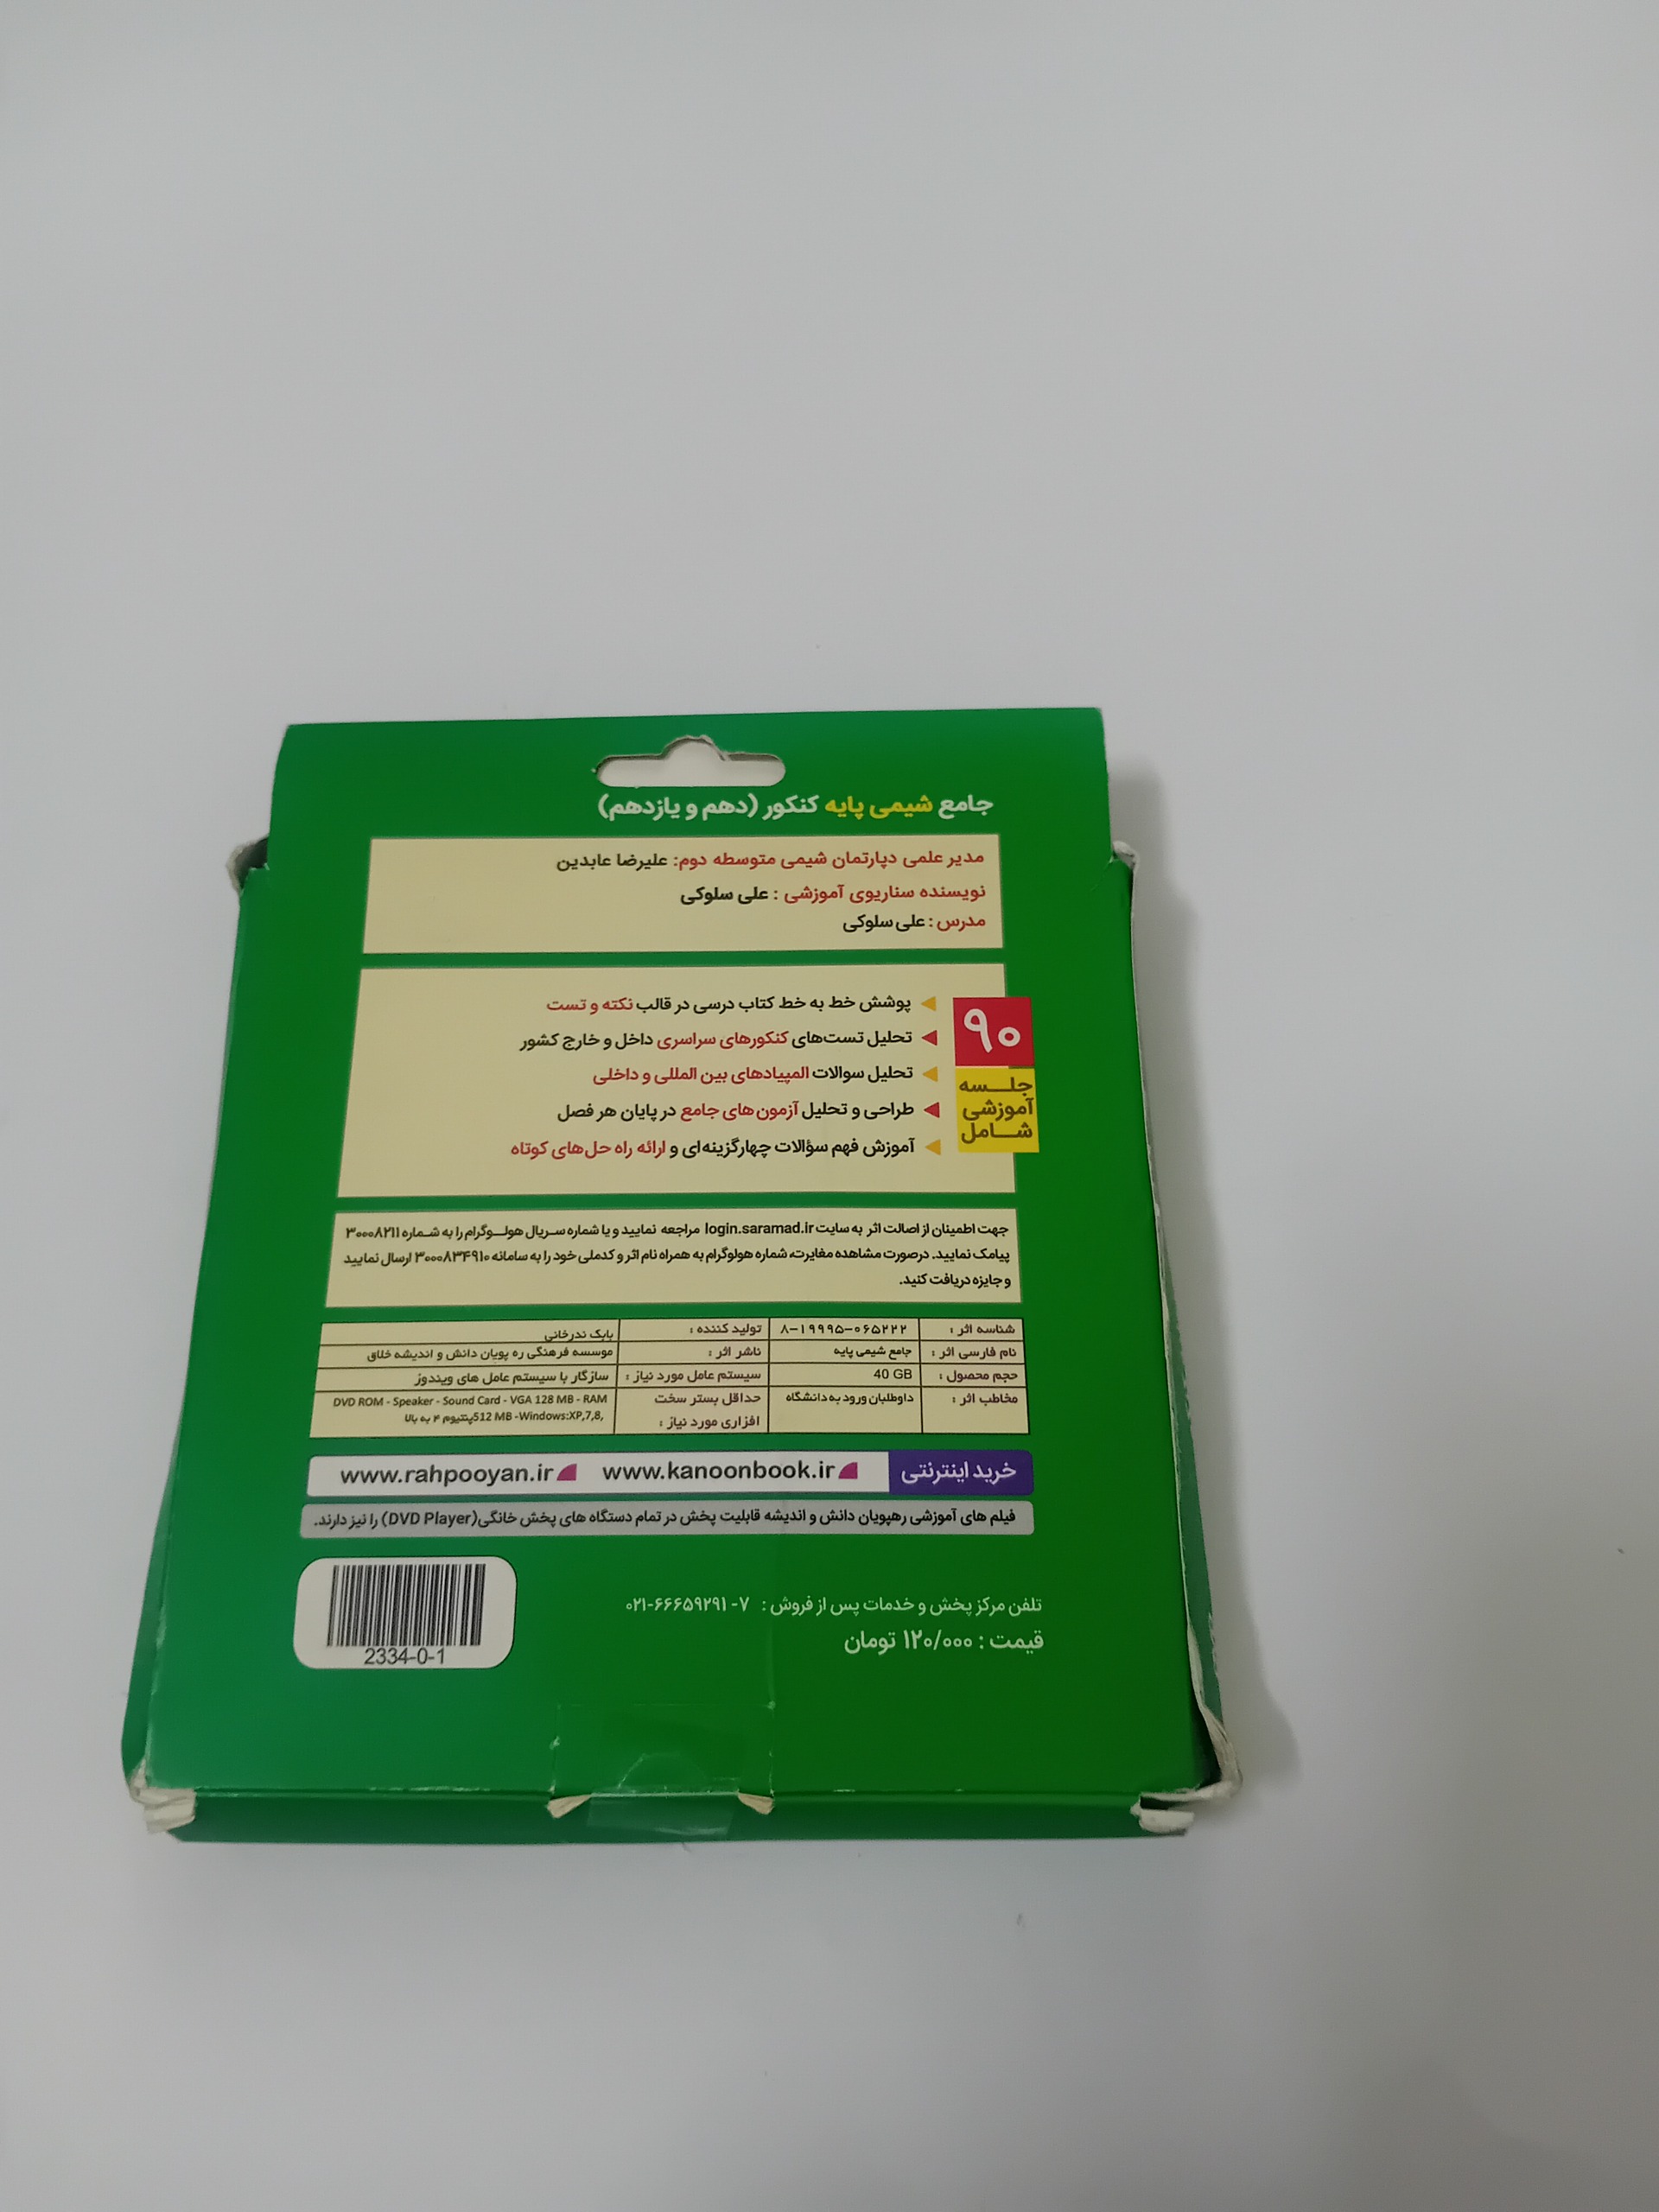 جامع شیمی پایه کنکور (دهم و یازدهم)
مدیر علمی دپارتمان شیمی متوسطه دوم: علیرضا عابدین
نویسنده سناریوی آموزشی : علی سلوکی
مدرس : علی سلوکی
۹۰
جلـــسه
آموزشی
شـــامل
پوشش خط به خط کتاب درسی در قالب نکته و تست
تحلیل تست‌های کنکورهای سراسری داخل و خارج کشور
تحلیل سوالات المپیادهای بین المللی و داخلی
طراحی و تحلیل آزمون‌های جامع در پایان هر فصل
آموزش فهم سؤالات چهارگزینه‌ای و ارائه راه حل‌های کوتاه
جهت اطمینان از اصالت اثر به سایت login.saramad.ir مراجعه نمایید و یا شماره سـریال هولــوگرام را به شـماره ۳۰۰۰۸۲۱۱
پیامک نمایید. درصورت مشاهده مغایرت، شماره هولوگرام به همراه نام اثر و کدملی خود را به سامانه ۳۰۰۰۸۳۴۹۱۰ ارسال نمایید
و جایزه دریافت کنید.
شناسه اثر : ۸-۱۹۹۹۵-۰۶۵۲۲۲ تولید کننده : بابک ندرخانی
نام فارسی اثر : جامع شیمی پایه ناشر اثر : موسسه فرهنگی ره پویان دانش و اندیشه خلاق
حجم محصول : 40 GB سیستم عامل مورد نیاز : سازگار با سیستم عامل های ویندوز
مخاطب اثر : داوطلبان ورود به دانشگاه حداقل بستر سخت DVD ROM - Speaker - Sound Card - VGA 128 MB - RAM
افزاری مورد نیاز : 512 MB -Windows:XP,7,8, پنتیوم ۴ به بالا
خرید اینترنتی www.kanoonbook.ir www.rahpooyan.ir
فیلم های آموزشی رهپویان دانش و اندیشه قابلیت پخش در تمام دستگاه های پخش خانگی(DVD Player) را نیز دارند.
تلفن مرکز پخش و خدمات پس از فروش : ۷ - ۰۲۱-۶۶۶۵۹۲۹۱
قیمت : ۱۲۰/۰۰۰ تومان
2334-0-1